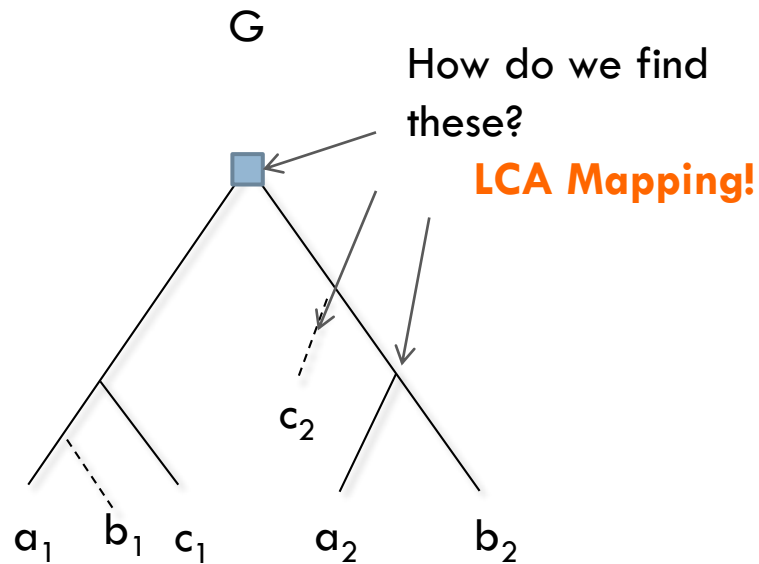 G
How do we find
these?
LCA Mapping!
c₂
a₁ b₁ c₁ a₂ b₂